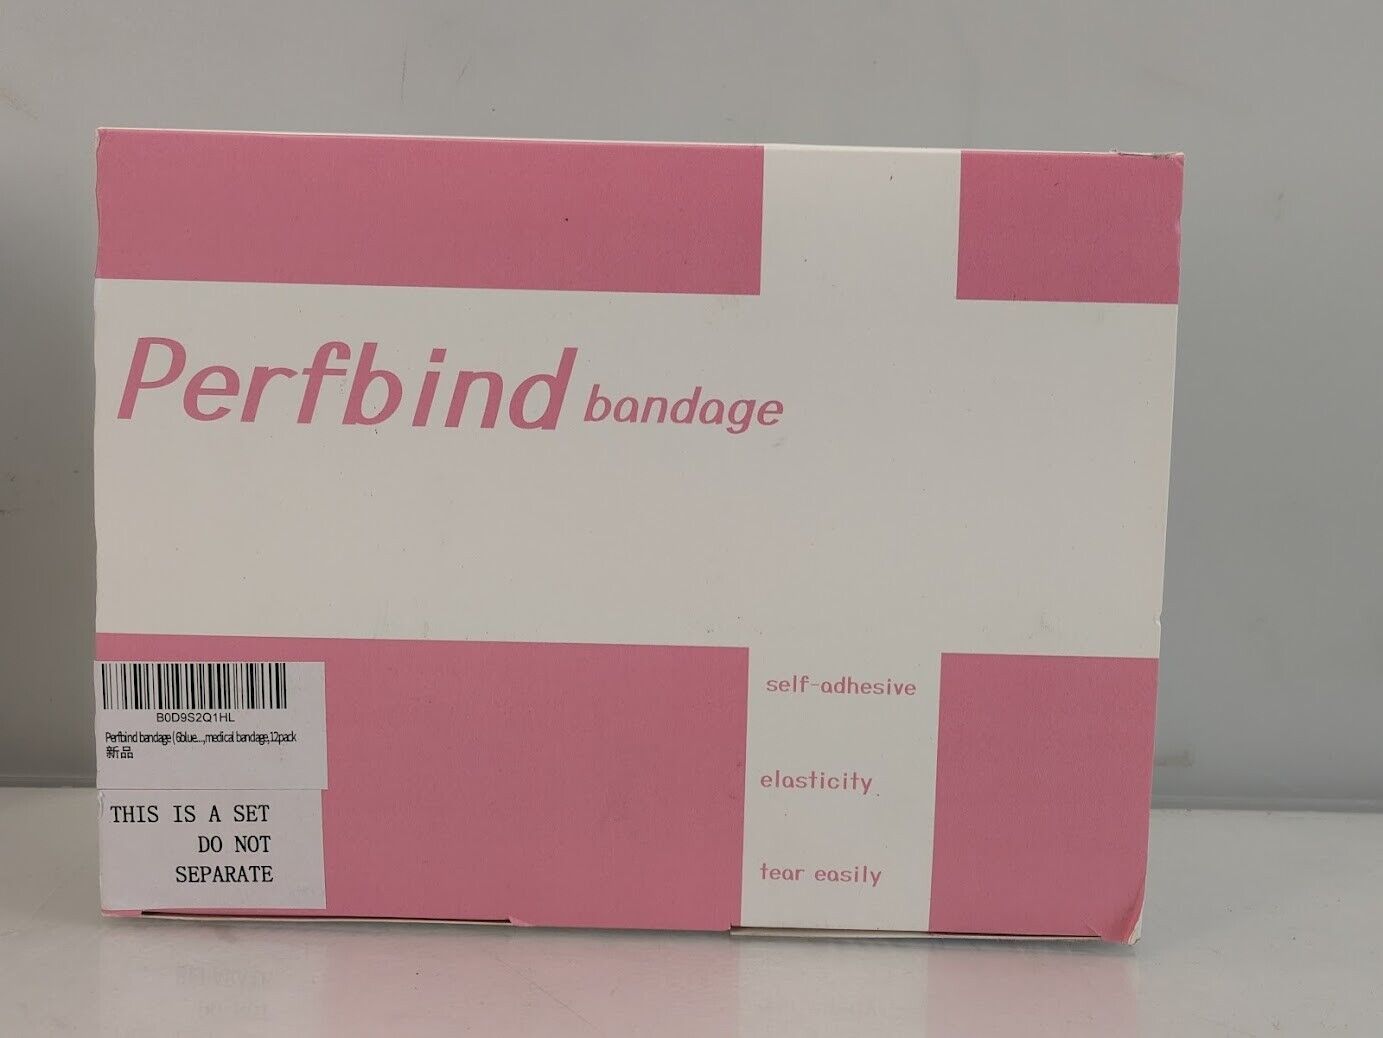 Perfbind bandage
self-adhesive
elasticity
tear easily
B0D9S2Q1HL
Perfbind bandage (6blue...,medical bandage,12pack
新品
THIS IS A SET
DO NOT
SEPARATE